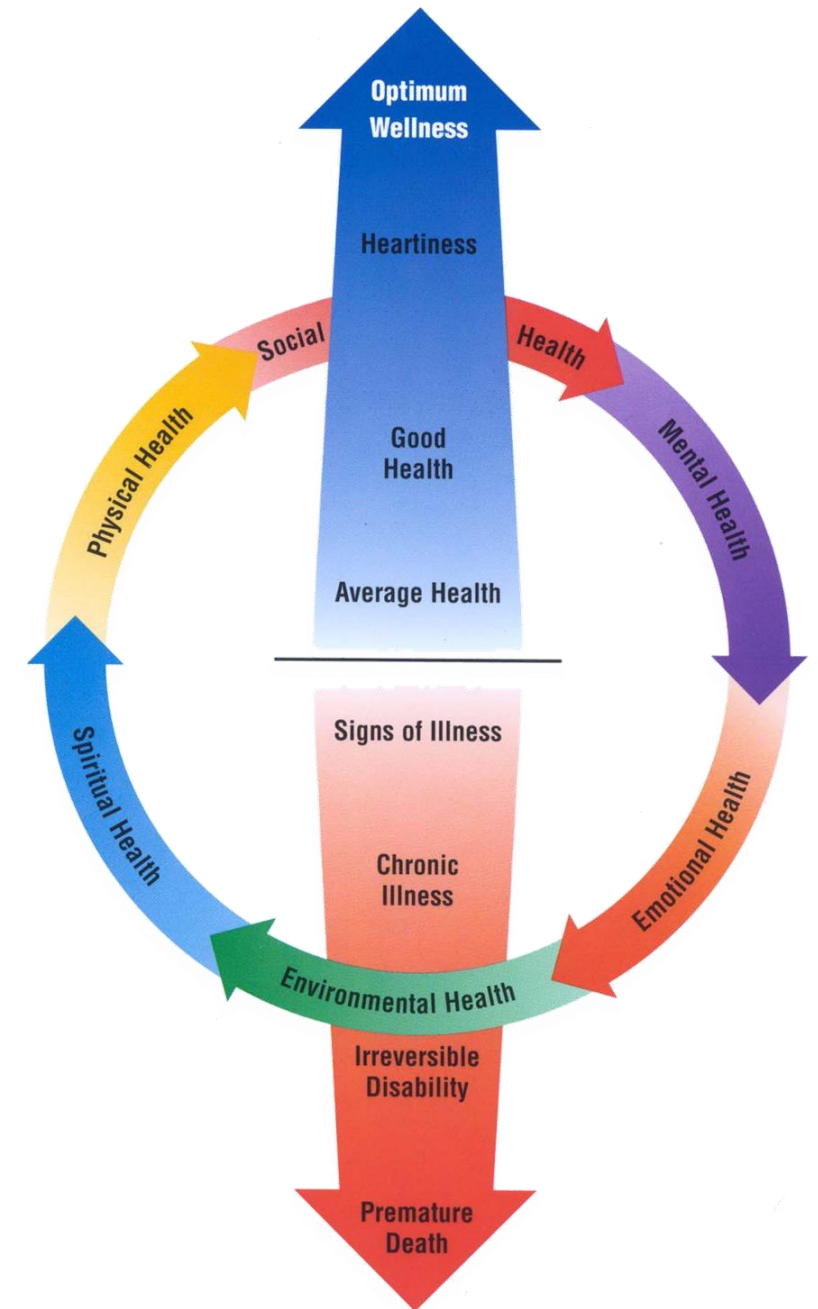 Optimum
Wellness
Heartiness
Social
Health
Physical Health
Mental Health
Good
Health
Average Health
Signs of Illness
Spiritual Health
Emotional Health
Chronic
Illness
Environmental Health
Irreversible
Disability
Premature
Death